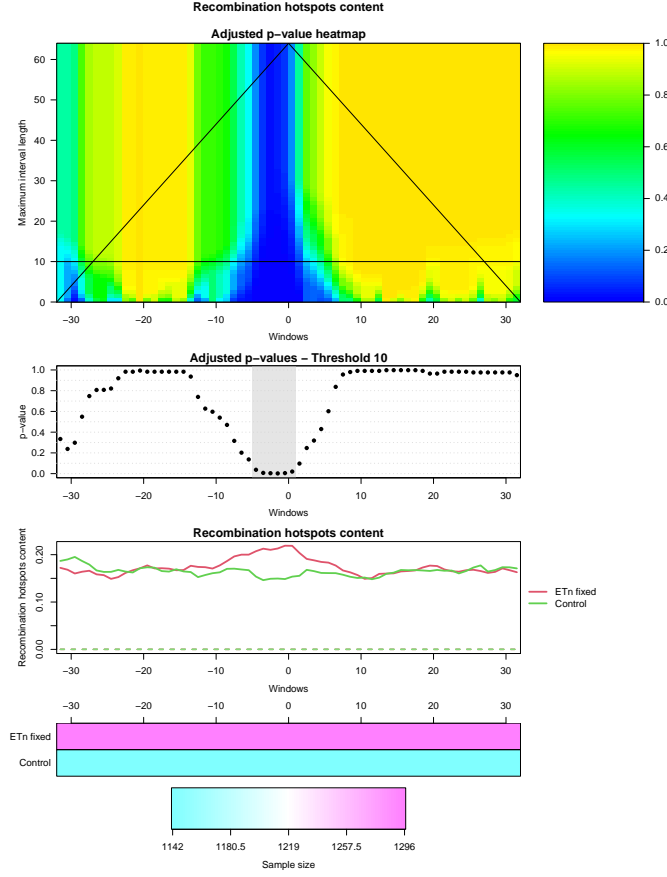 Recombination hotspots content
Adjusted p−value heatmap
Maximum interval length
0 10 20 30 40 50 60
−30 −20 −10 0 10 20 30
Windows
0.0 0.2 0.4 0.6 0.8 1.0
Adjusted p−values − Threshold 10
p−value
0.0 0.2 0.4 0.6 0.8 1.0
−30 −20 −10 0 10 20 30
Windows
Recombination hotspots content
Recombination hotspots content
0.00 0.10 0.20
−30 −20 −10 0 10 20 30
Windows
ETn fixed
Control
−30 −20 −10 0 10 20 30
ETn fixed
Control
1142 1180.5 1219 1257.5 1296
Sample size